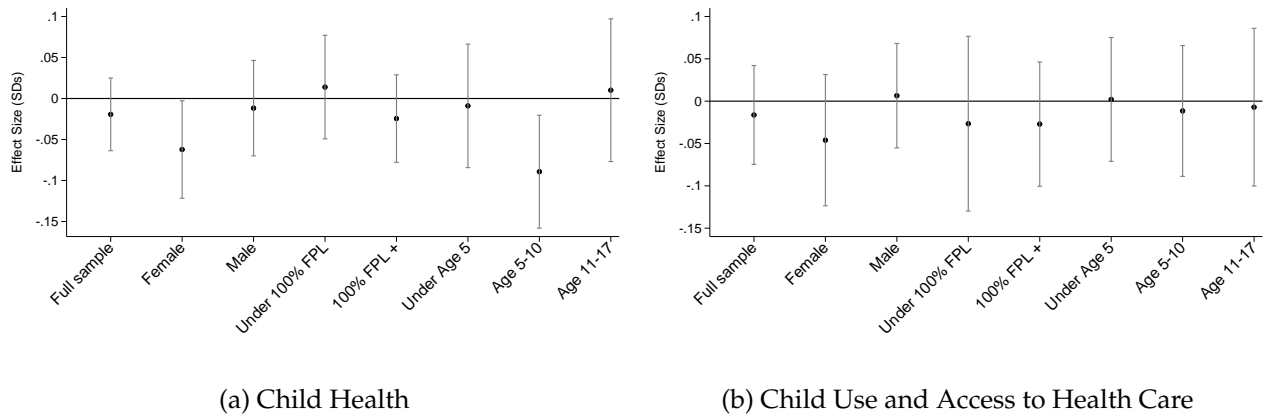 .1
.05
0
-.05
-.1
-.15
Effect Size (SDs)
Full sample
Female
Male
Under 100% FPL
100% FPL +
Under Age 5
Age 5-10
Age 11-17
(a) Child Health
.1
.05
0
-.05
-.1
-.15
Effect Size (SDs)
Full sample
Female
Male
Under 100% FPL
100% FPL +
Under Age 5
Age 5-10
Age 11-17
(b) Child Use and Access to Health Care